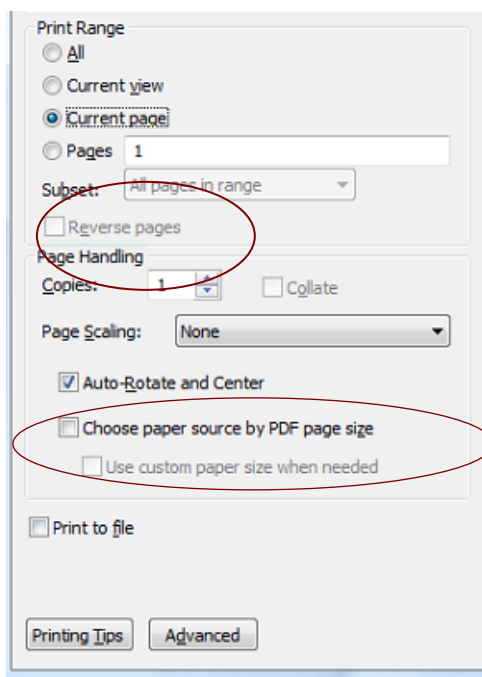 Print Range
All
Current view
Current page
Pages 1
Subset: All pages in range
Reverse pages
Page Handling
Copies: 1 Collate
Page Scaling: None
Auto-Rotate and Center
Choose paper source by PDF page size
Use custom paper size when needed
Print to file
Printing Tips Advanced